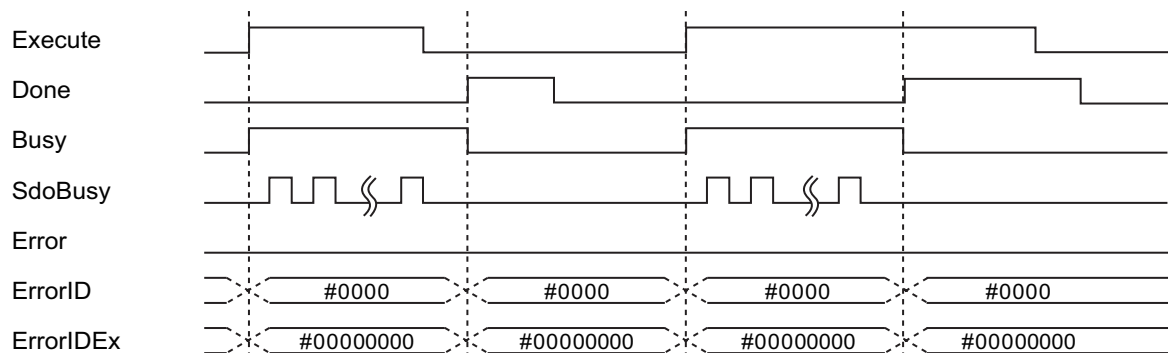 Execute
Done
Busy
SdoBusy
Error
ErrorID #0000 #0000 #0000 #0000
ErrorIDEx #00000000 #00000000 #00000000 #00000000